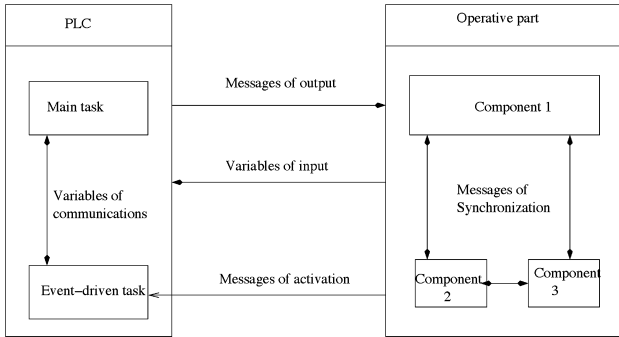 PLC
Operative part
Messages of output
Main task
Component 1
Variables of input
Variables of
communications
Messages of
Synchronization
Messages of activation
Event-driven task
Component
2
Component
3